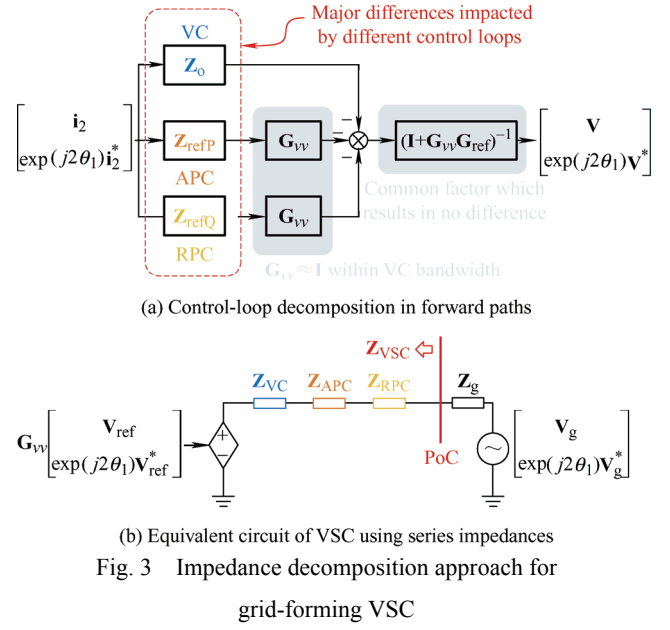 Major differences impacted
by different control loops
VC
Z_o
[i_2
exp(j2θ_1)i_2^*]
Z_refP
G_vv
(I+G_vvG_ref)^{-1}
[V
exp(j2θ_1)V^*]
APC
Z_refQ
G_vv
RPC
Common factor which
results in no difference
G_vv≈I within VC bandwidth
(a) Control-loop decomposition in forward paths
Z_VSC
Z_VC
Z_APC
Z_RPC
Z_g
G_vv[V_ref
exp(j2θ_1)V_ref^*]
+
−
PoC
[V_g
exp(j2θ_1)V_g^*]
(b) Equivalent circuit of VSC using series impedances
Fig. 3 Impedance decomposition approach for
grid-forming VSC